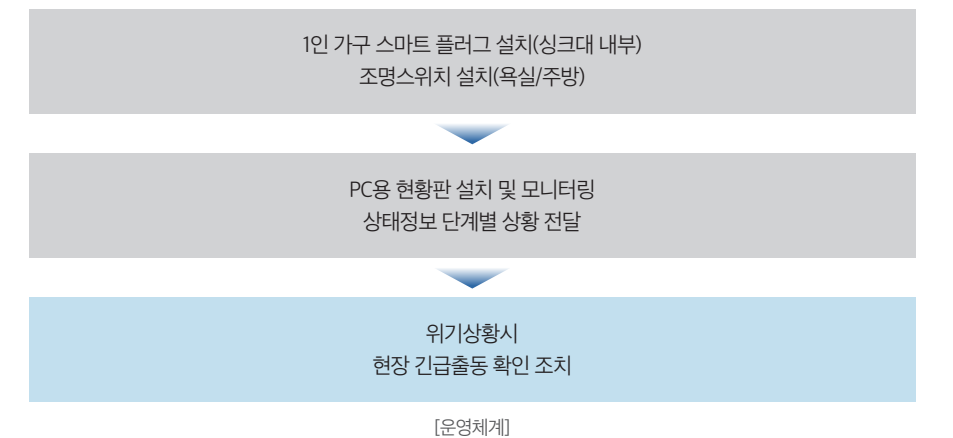 1인 가구 스마트 플러그 설치(싱크대 내부)
조명스위치 설치(욕실/주방)
PC용 현황판 설치 및 모니터링
상태정보 단계별 상황 전달
위기상황시
현장 긴급출동 확인 조치
[운영체계]